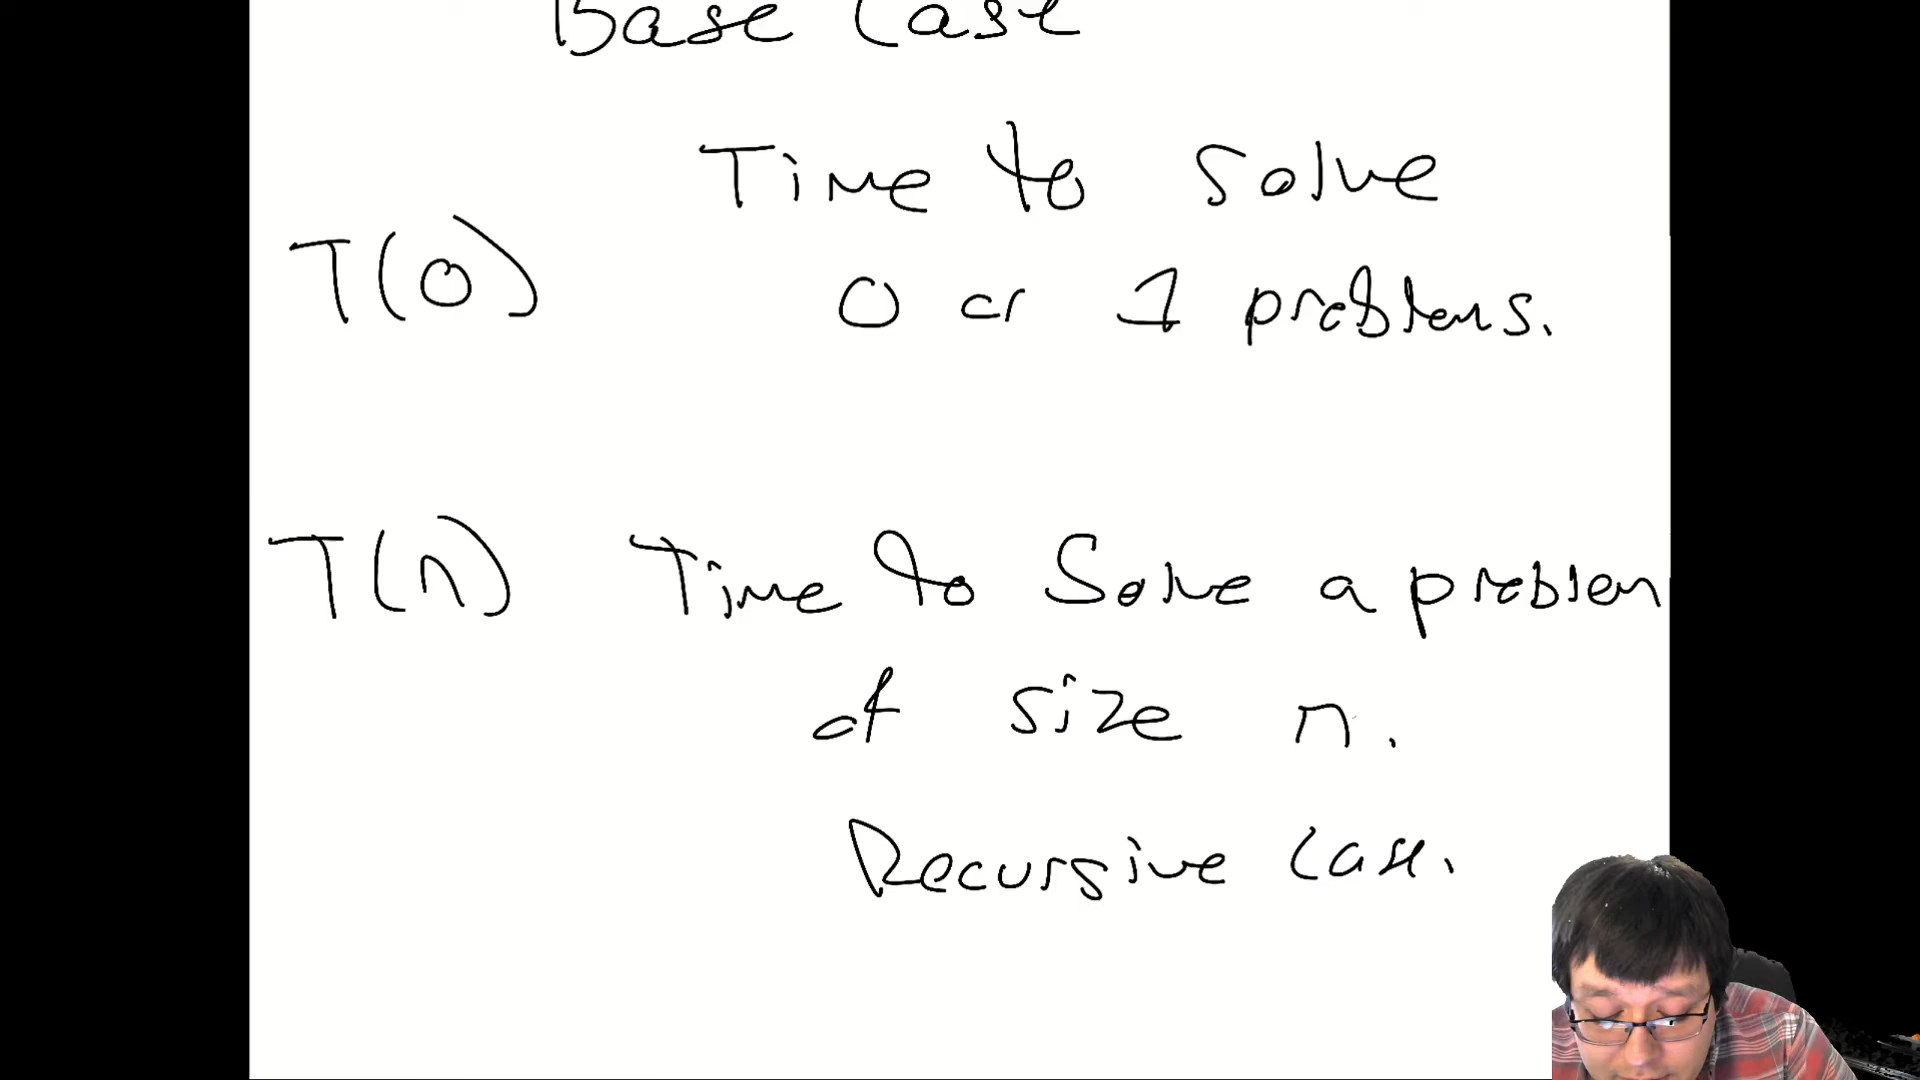 Base Case
Time to solve
T(0) 0 or 1 problems.
T(n) Time to Solve a problem
of size n.
Recursive Case.